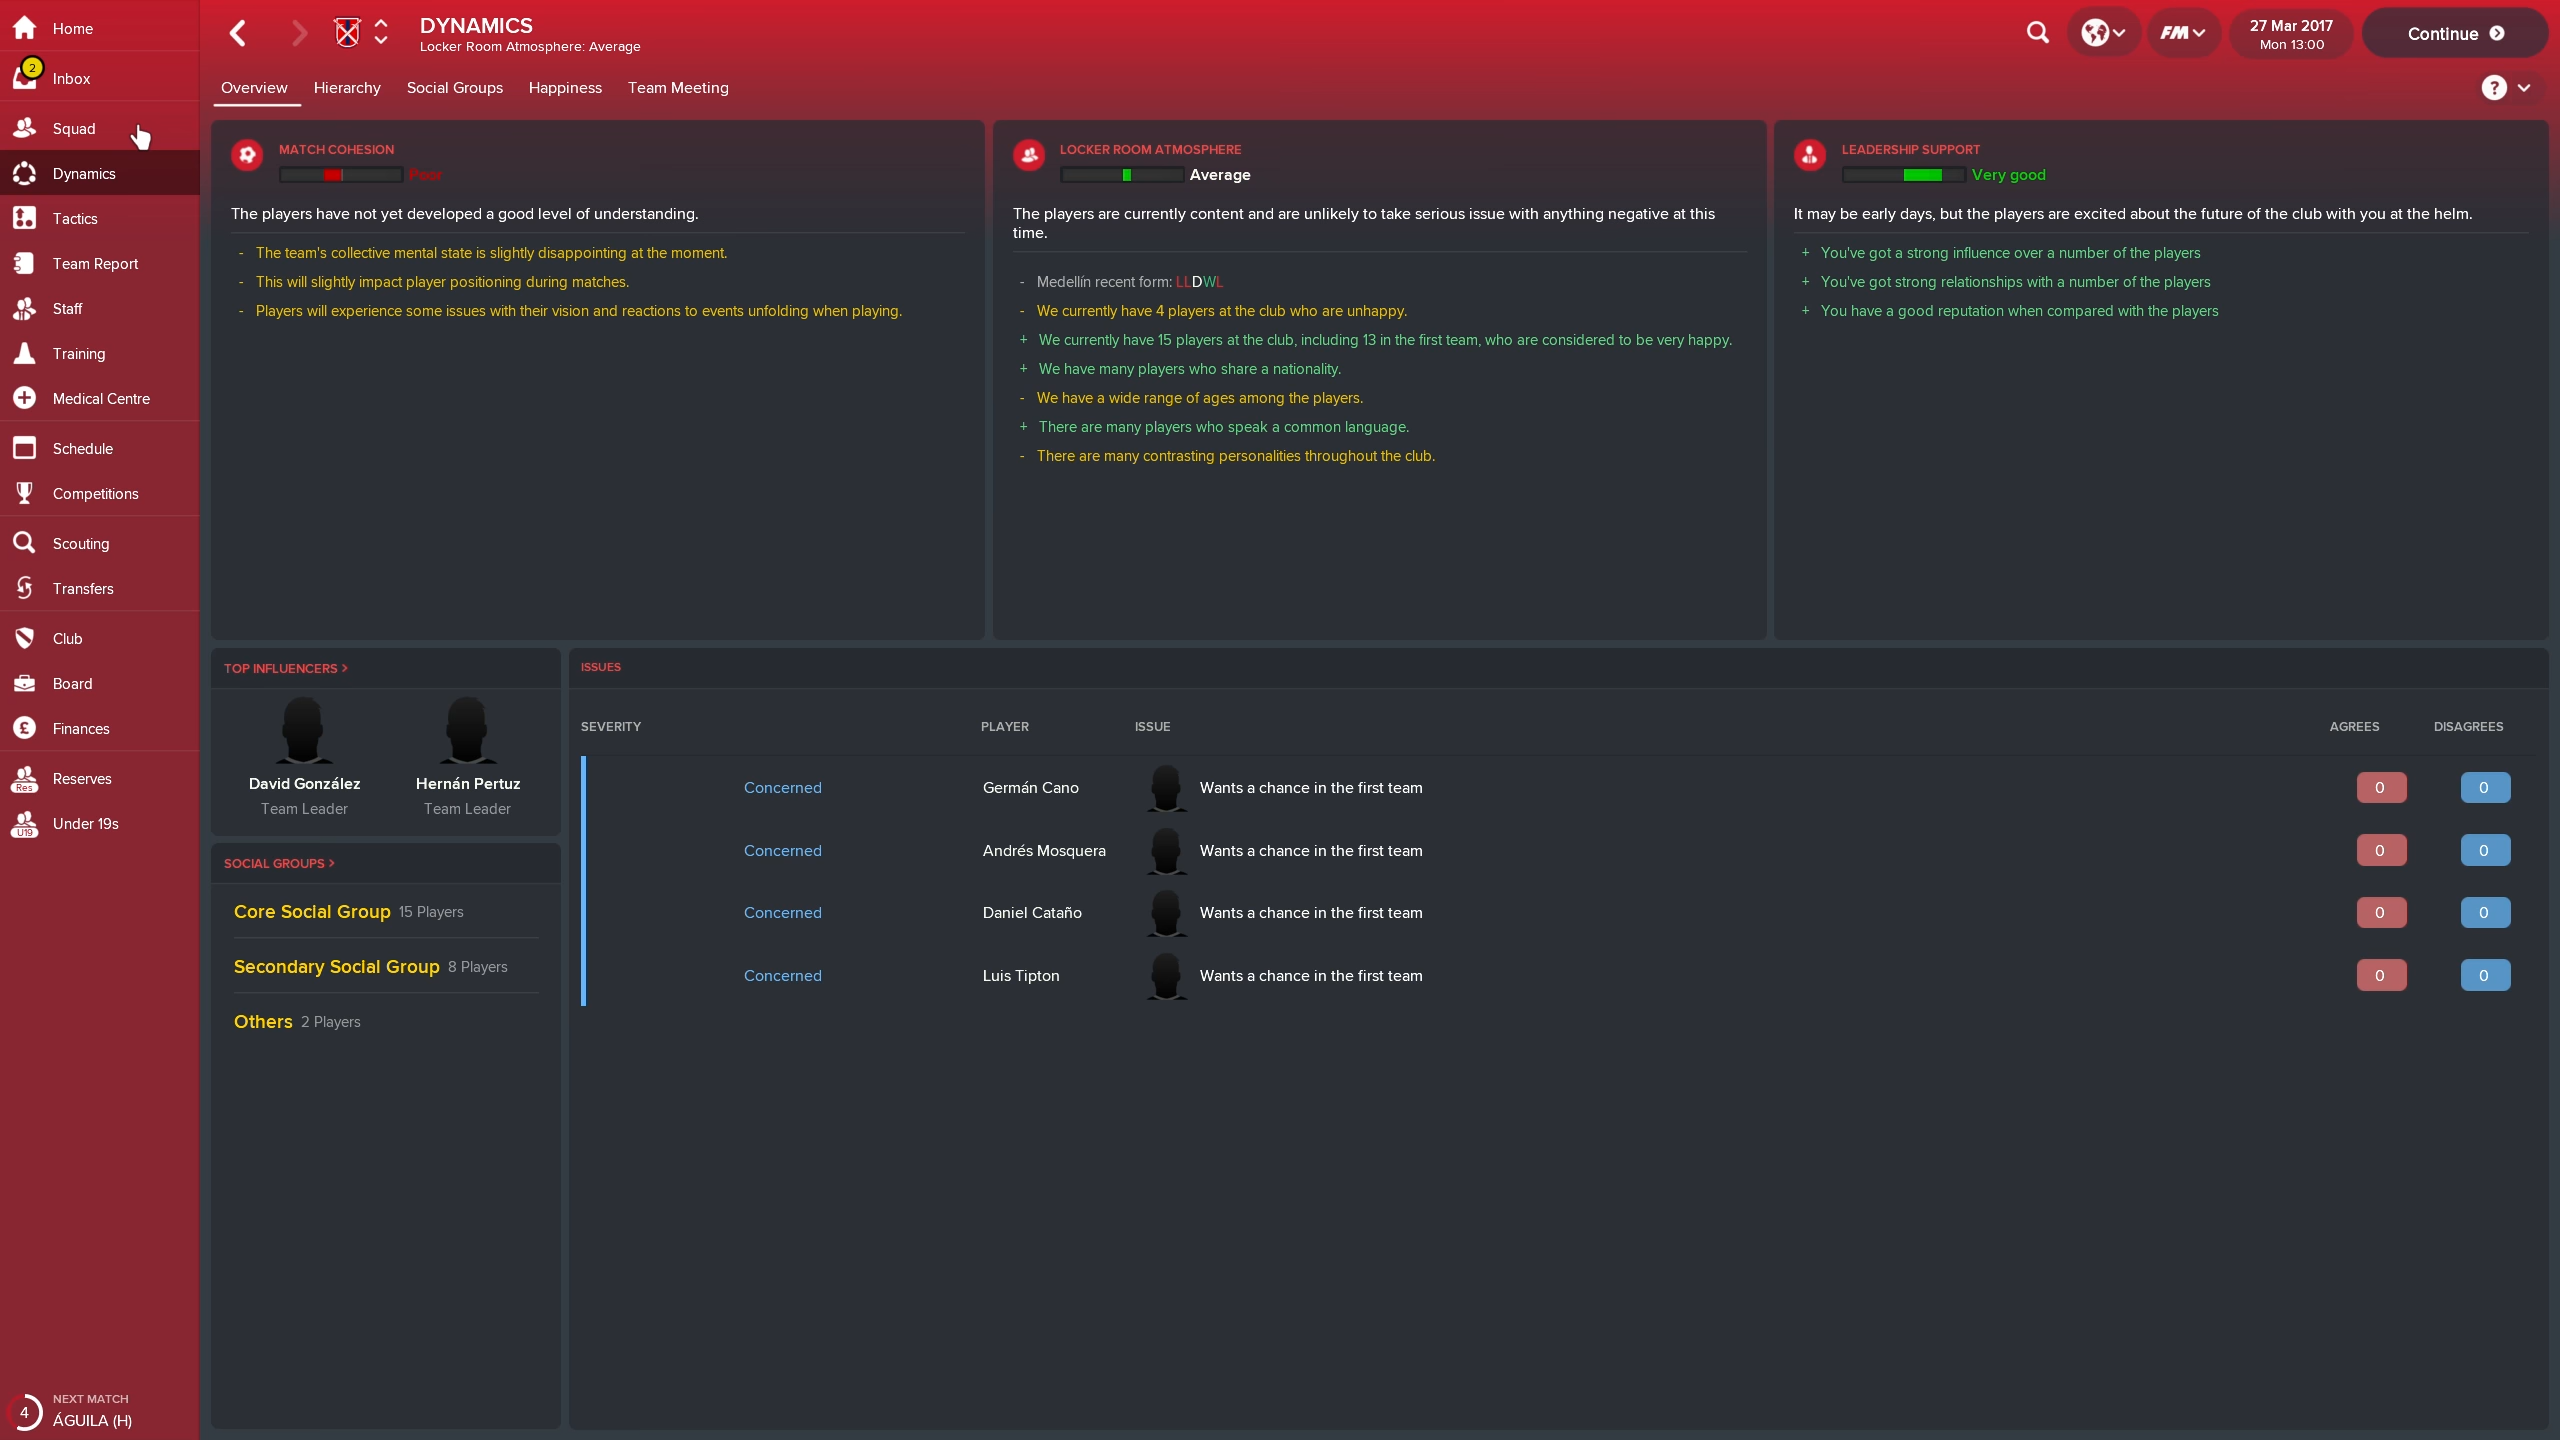 Home
2
Inbox
Squad
Dynamics
Tactics
Team Report
Staff
Training
Medical Centre
Schedule
Competitions
Scouting
Transfers
Club
Board
Finances
Res
Reserves
U19
Under 19s
4
NEXT MATCH
ÁGUILA (H)
DYNAMICS
Locker Room Atmosphere: Average
FM
27 Mar 2017
Mon 13:00
Continue
Overview Hierarchy Social Groups Happiness Team Meeting
?
MATCH COHESION
Poor
The players have not yet developed a good level of understanding.
- The team's collective mental state is slightly disappointing at the moment.
- This will slightly impact player positioning during matches.
- Players will experience some issues with their vision and reactions to events unfolding when playing.
LOCKER ROOM ATMOSPHERE
Average
The players are currently content and are unlikely to take serious issue with anything negative at this
time.
- Medellín recent form: LLDWL
- We currently have 4 players at the club who are unhappy.
+ We currently have 15 players at the club, including 13 in the first team, who are considered to be very happy.
+ We have many players who share a nationality.
- We have a wide range of ages among the players.
+ There are many players who speak a common language.
- There are many contrasting personalities throughout the club.
LEADERSHIP SUPPORT
Very good
It may be early days, but the players are excited about the future of the club with you at the helm.
+ You've got a strong influence over a number of the players
+ You've got strong relationships with a number of the players
+ You have a good reputation when compared with the players
TOP INFLUENCERS >
David González
Team Leader
Hernán Pertuz
Team Leader
SOCIAL GROUPS >
Core Social Group 15 Players
Secondary Social Group 8 Players
Others 2 Players
ISSUES
SEVERITY PLAYER ISSUE AGREES DISAGREES
Concerned Germán Cano Wants a chance in the first team 0 0
Concerned Andrés Mosquera Wants a chance in the first team 0 0
Concerned Daniel Cataño Wants a chance in the first team 0 0
Concerned Luis Tipton Wants a chance in the first team 0 0